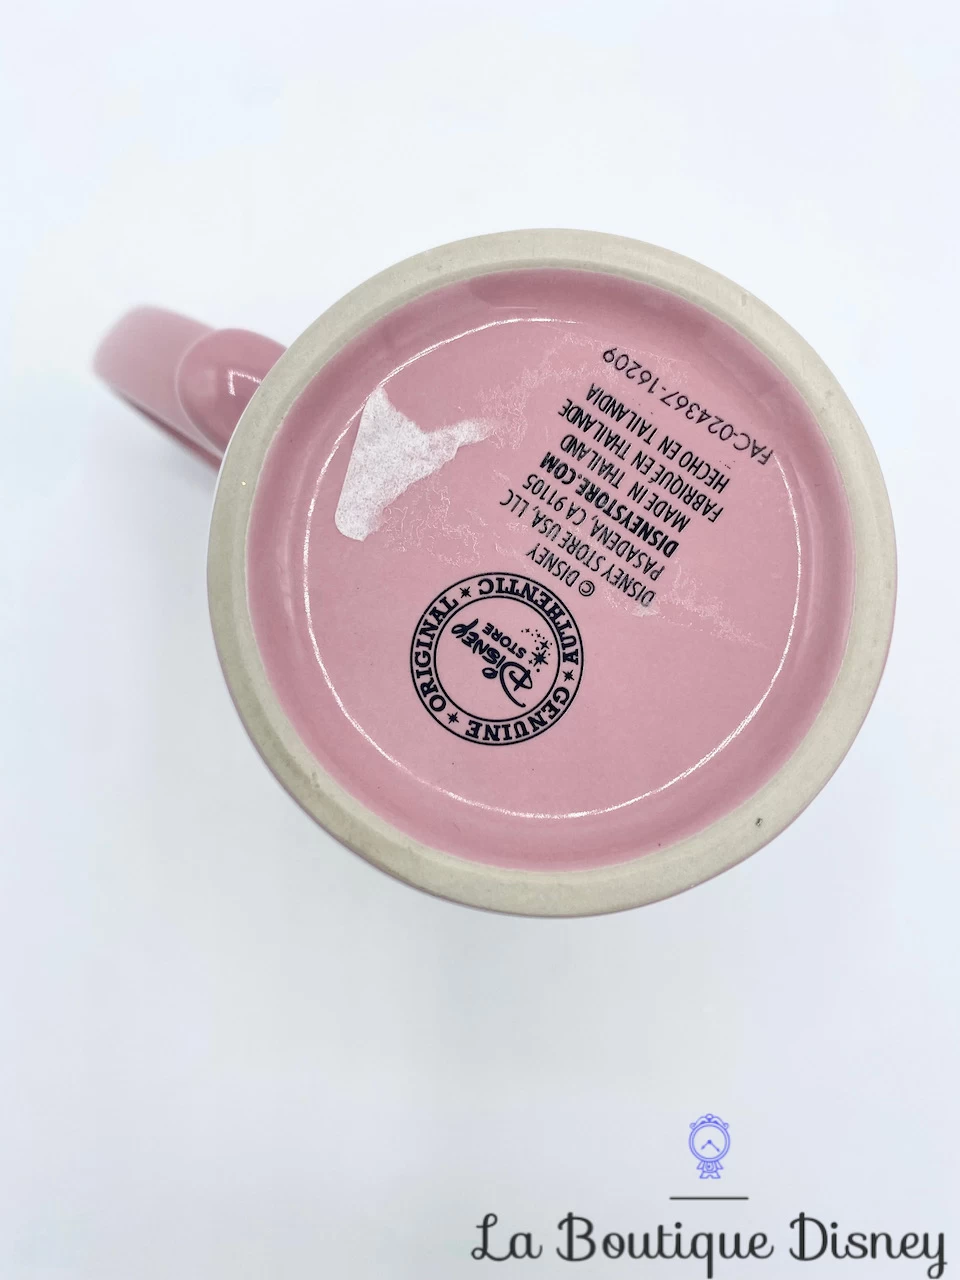 GENUINE ✦ ORIGINAL ✦ AUTHENTIC ✦
Disney
STORE
© DISNEY
DISNEY STORE USA, LLC
PASADENA, CA 91105
DISNEYSTORE.COM
MADE IN THAILAND
FABRIQUÉ EN THAILANDE
HECHO EN TAILANDIA
FAC-024367-16209
La Boutique Disney